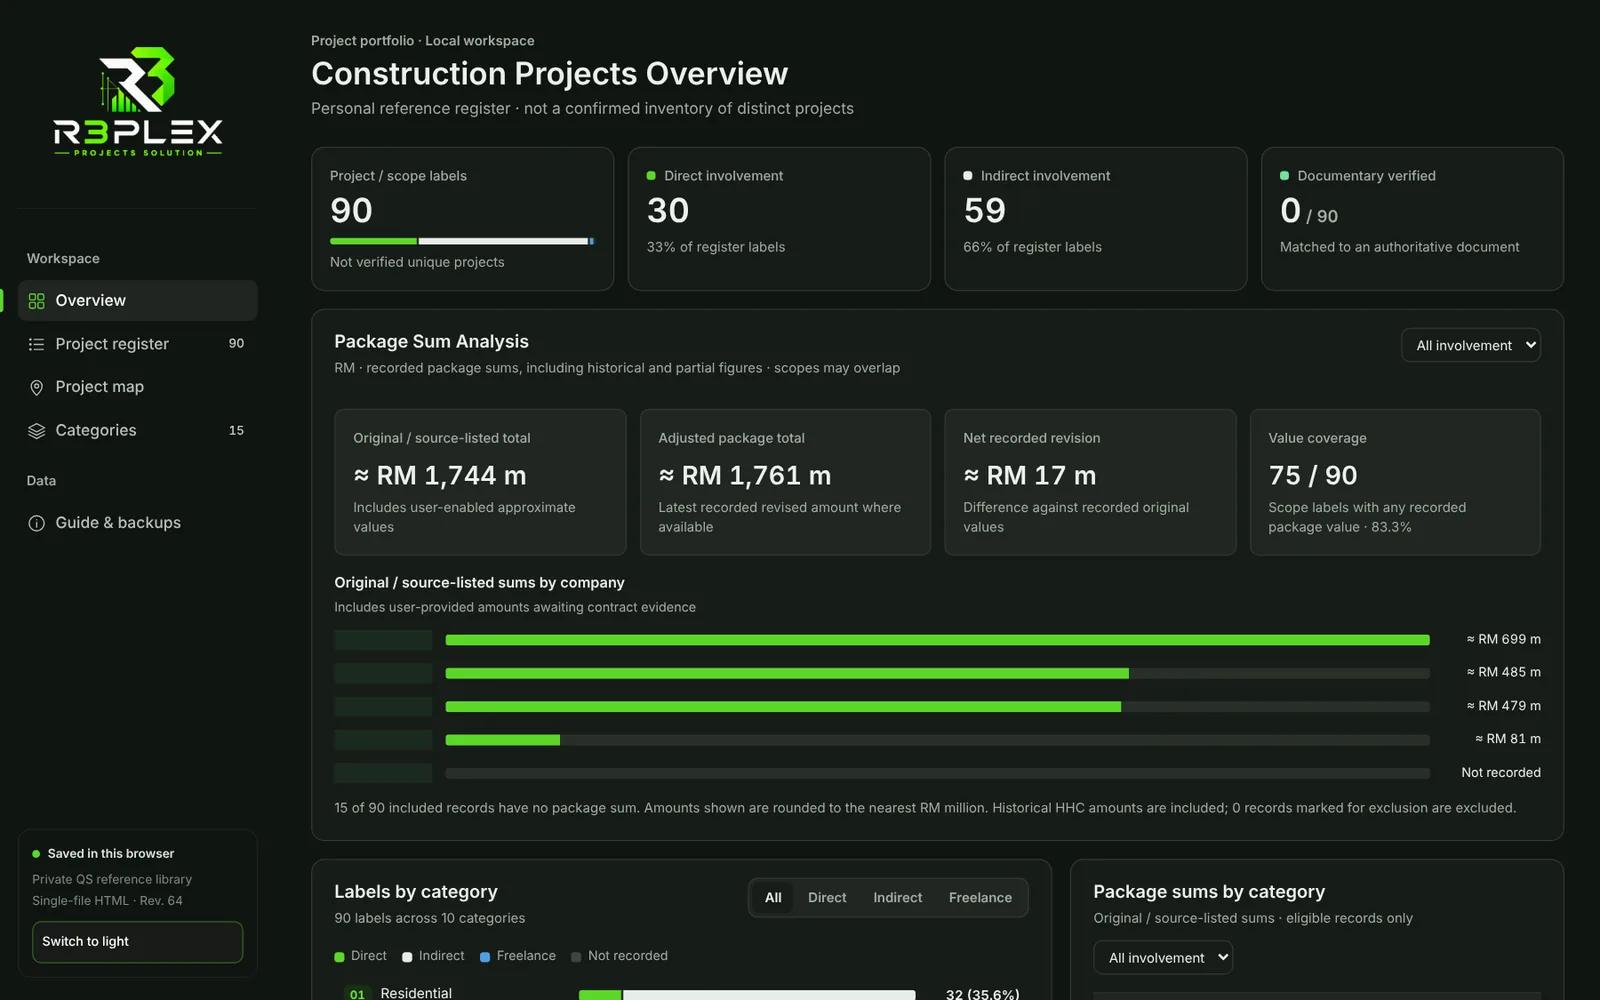 R3PLEX
PROJECTS SOLUTION
Workspace
Overview
Project register 90
Project map
Categories 15
Data
Guide & backups
Saved in this browser
Private QS reference library
Single-file HTML · Rev. 64
Switch to light
Project portfolio · Local workspace
Construction Projects Overview
Personal reference register · not a confirmed inventory of distinct projects
Project / scope labels
90
Not verified unique projects
Direct involvement
30
33% of register labels
Indirect involvement
59
66% of register labels
Documentary verified
0 / 90
Matched to an authoritative document
Package Sum Analysis
RM · recorded package sums, including historical and partial figures · scopes may overlap
All involvement
Original / source-listed total
≈ RM 1,744 m
Includes user-enabled approximate
values
Adjusted package total
≈ RM 1,761 m
Latest recorded revised amount where
available
Net recorded revision
≈ RM 17 m
Difference against recorded original
values
Value coverage
75 / 90
Scope labels with any recorded
package value · 83.3%
Original / source-listed sums by company
Includes user-provided amounts awaiting contract evidence
≈ RM 699 m
≈ RM 485 m
≈ RM 479 m
≈ RM 81 m
Not recorded
15 of 90 included records have no package sum. Amounts shown are rounded to the nearest RM million. Historical HHC amounts are included; 0 records marked for exclusion are excluded.
Labels by category
90 labels across 10 categories
All Direct Indirect Freelance
Direct Indirect Freelance Not recorded
01 Residential 32 (35.6%)
Package sums by category
Original / source-listed sums · eligible records only
All involvement